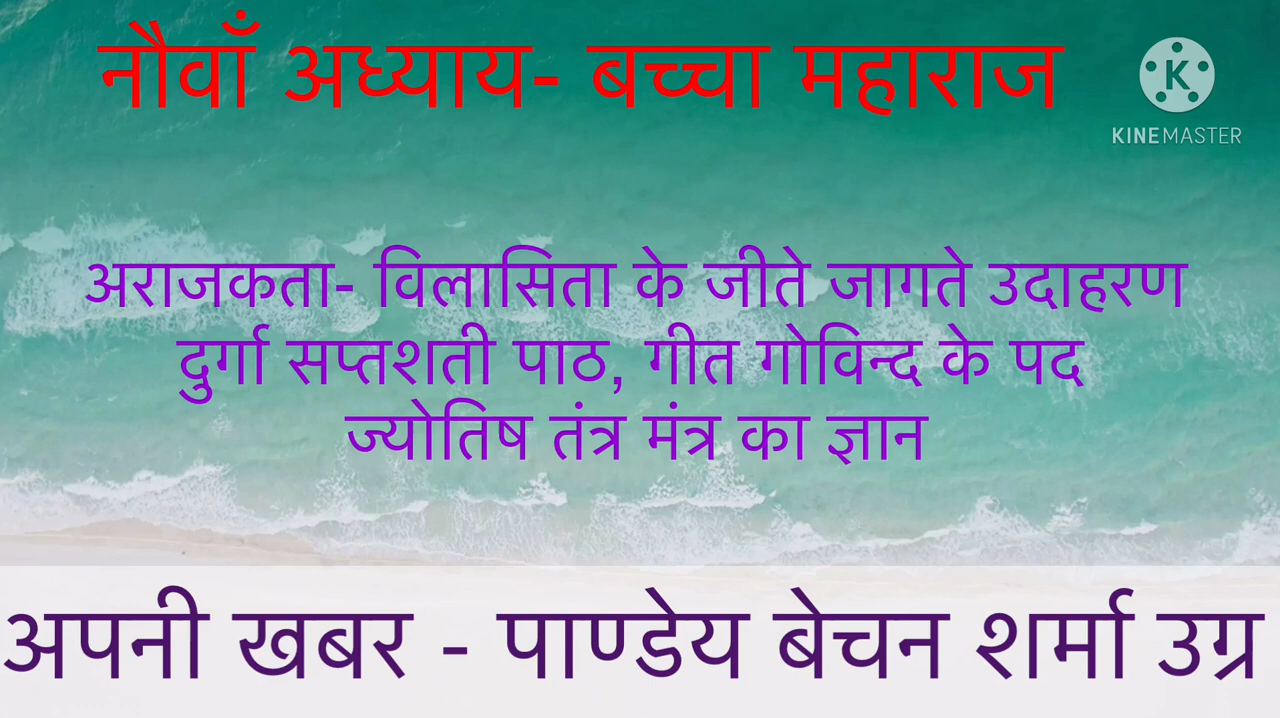 नौवाँ अध्याय- बच्चा महाराज
KINEMASTER
अराजकता- विलासिता के जीते जागते उदाहरण
दुर्गा सप्तशती पाठ, गीत गोविन्द के पद
ज्योतिष तंत्र मंत्र का ज्ञान
अपनी खबर - पाण्डेय बेचन शर्मा उग्र